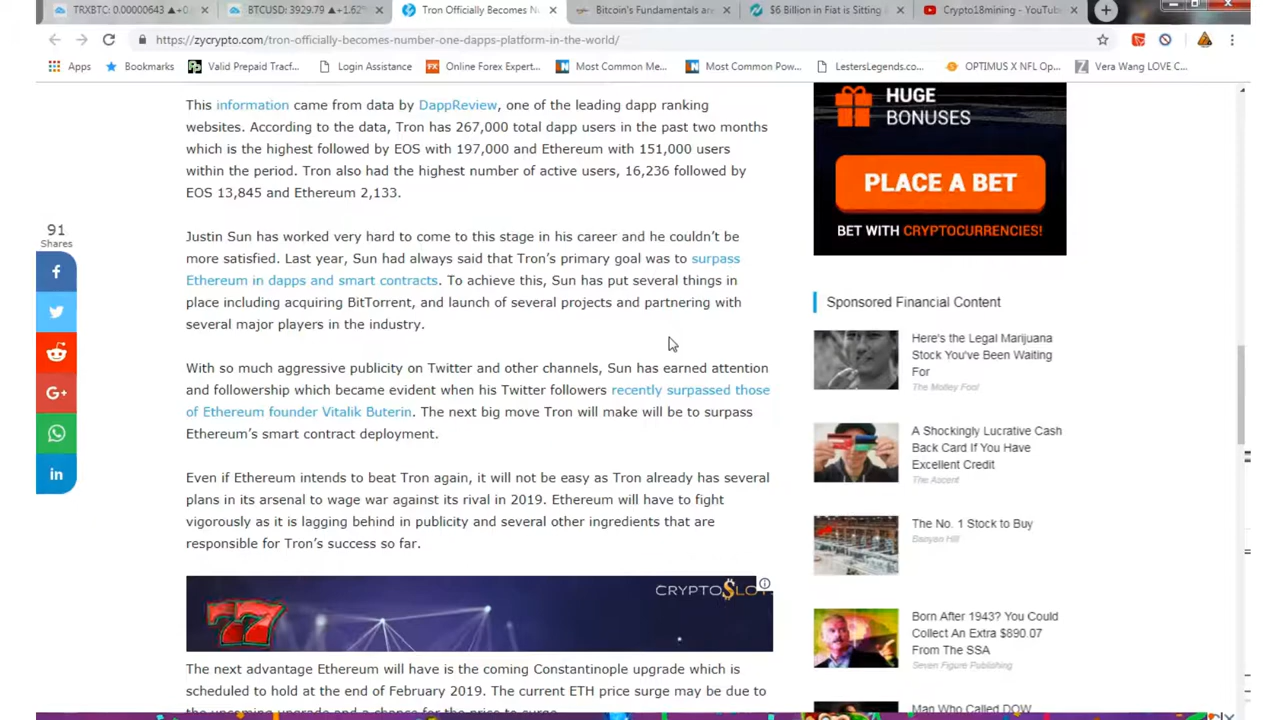 TRXBTC: 0.00000643 ▲+0.
BTCUSD: 3929.79 ▲+1.62%
Tron Officially Becomes N
Bitcoin's Fundamentals are
$6 Billion in Fiat is Sitting
Crypto18mining - YouTube
https://zycrypto.com/tron-officially-becomes-number-one-dapps-platform-in-the-world/
Apps
Bookmarks
Valid Prepaid Tracf...
Login Assistance
Online Forex Expert...
Most Common Me...
Most Common Pow...
LestersLegends.co...
OPTIMUS X NFL Op...
Vera Wang LOVE C...
This information came from data by DappReview, one of the leading dapp ranking
websites. According to the data, Tron has 267,000 total dapp users in the past two months
which is the highest followed by EOS with 197,000 and Ethereum with 151,000 users
within the period. Tron also had the highest number of active users, 16,236 followed by
EOS 13,845 and Ethereum 2,133.
91
Shares
Justin Sun has worked very hard to come to this stage in his career and he couldn't be
more satisfied. Last year, Sun had always said that Tron's primary goal was to surpass
Ethereum in dapps and smart contracts. To achieve this, Sun has put several things in
place including acquiring BitTorrent, and launch of several projects and partnering with
several major players in the industry.
With so much aggressive publicity on Twitter and other channels, Sun has earned attention
and followership which became evident when his Twitter followers recently surpassed those
of Ethereum founder Vitalik Buterin. The next big move Tron will make will be to surpass
Ethereum's smart contract deployment.
Even if Ethereum intends to beat Tron again, it will not be easy as Tron already has several
plans in its arsenal to wage war against its rival in 2019. Ethereum will have to fight
vigorously as it is lagging behind in publicity and several other ingredients that are
responsible for Tron's success so far.
77
CRYPTOSLOT
The next advantage Ethereum will have is the coming Constantinople upgrade which is
scheduled to hold at the end of February 2019. The current ETH price surge may be due to
the upcoming upgrade and a chance for the price to surge
HUGE
BONUSES
PLACE A BET
BET WITH CRYPTOCURRENCIES!
Sponsored Financial Content
Here's the Legal Marijuana
Stock You've Been Waiting
For
The Motley Fool
A Shockingly Lucrative Cash
Back Card If You Have
Excellent Credit
The Ascent
The No. 1 Stock to Buy
Banyan Hill
Born After 1943? You Could
Collect An Extra $890.07
From The SSA
Seven Figure Publishing
Man Who Called DOW